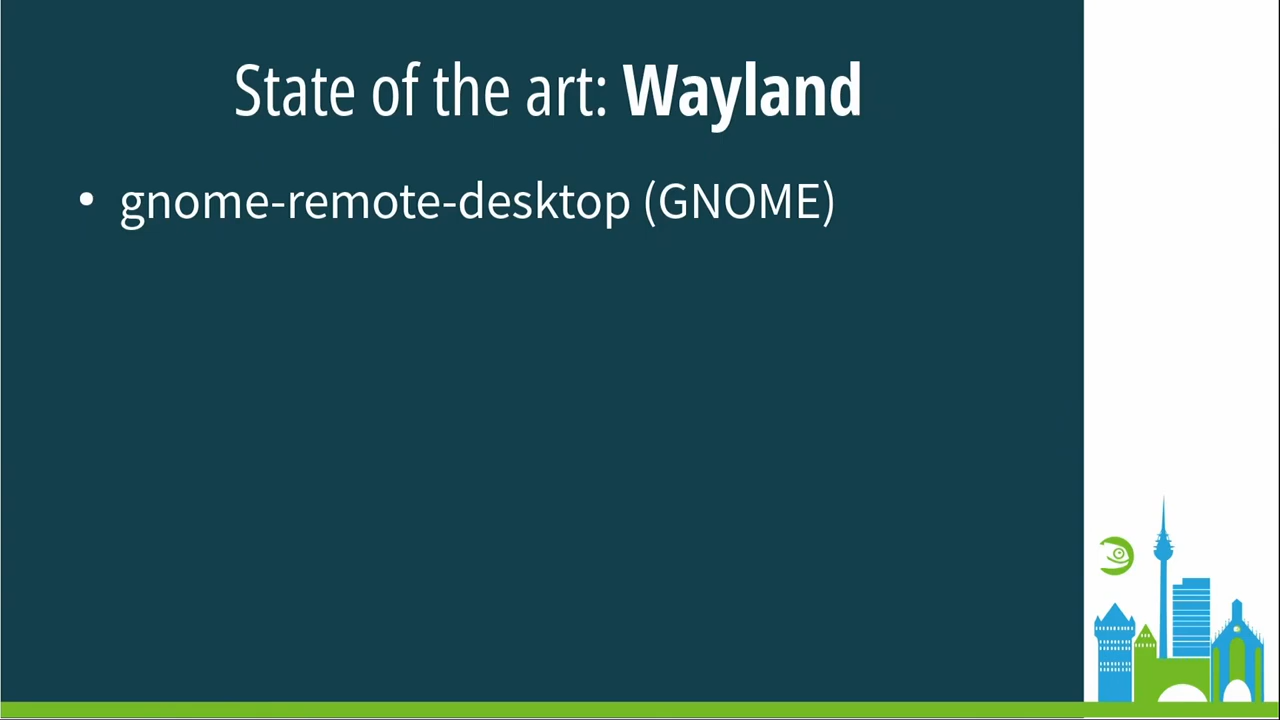 State of the art: Wayland
• gnome-remote-desktop (GNOME)